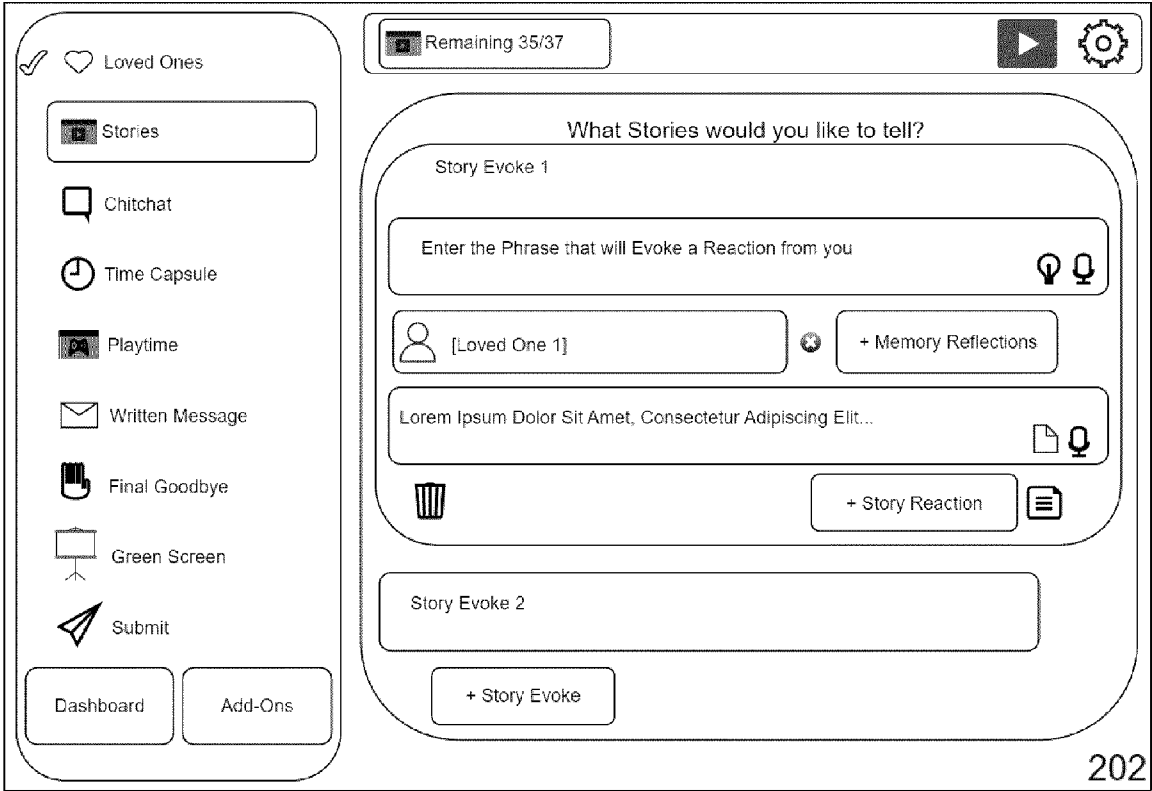 Loved Ones
Stories
Chitchat
Time Capsule
Playtime
Written Message
Final Goodbye
Green Screen
Submit
Dashboard
Add-Ons
Remaining 35/37
What Stories would you like to tell?
Story Evoke 1
Enter the Phrase that will Evoke a Reaction from you
[Loved One 1]
+ Memory Reflections
Lorem Ipsum Dolor Sit Amet, Consectetur Adipiscing Elit...
+ Story Reaction
Story Evoke 2
+ Story Evoke
202